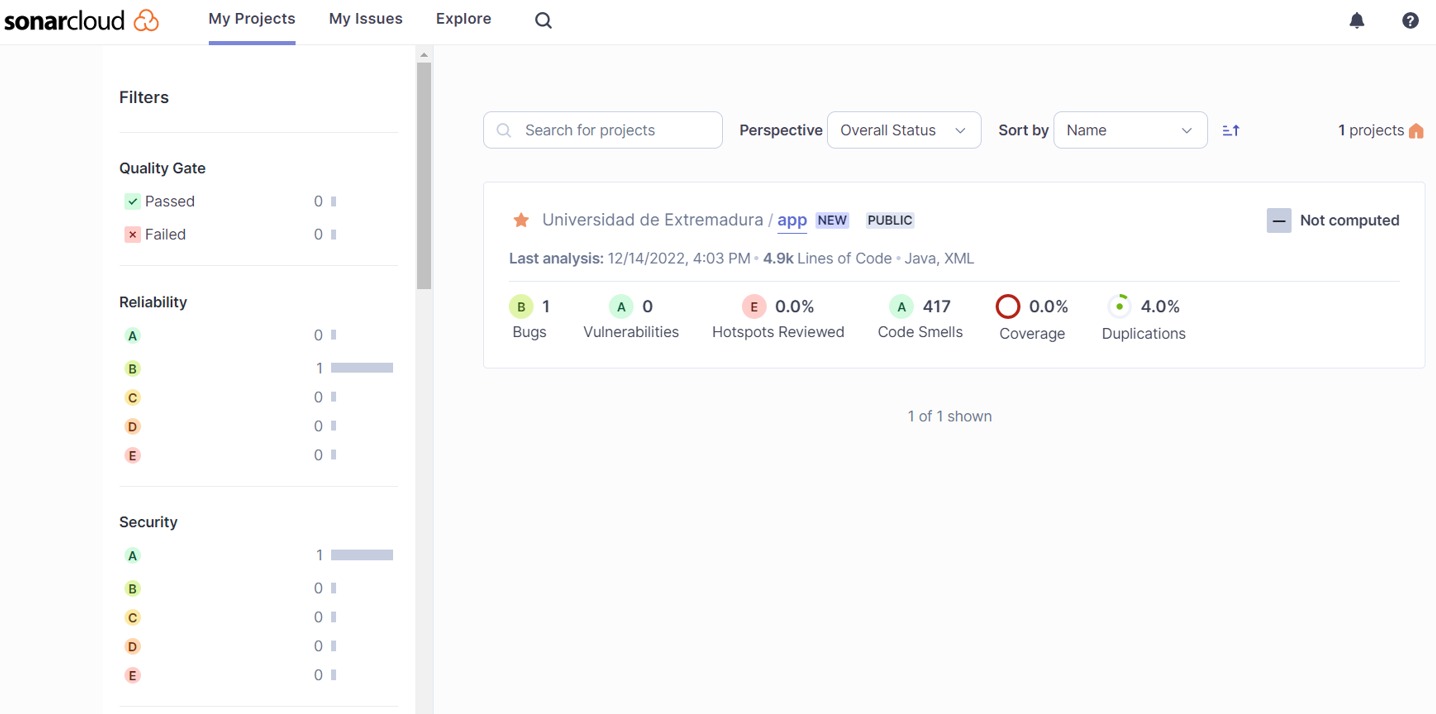 sonarcloud My Projects My Issues Explore ?
Filters
Quality Gate
Passed 0
Failed 0
Reliability
A 0
B 1
C 0
D 0
E 0
Security
A 1
B 0
C 0
D 0
E 0
Search for projects Perspective Overall Status Sort by Name 1 projects
Universidad de Extremadura / app NEW PUBLIC Not computed
Last analysis: 12/14/2022, 4:03 PM • 4.9k Lines of Code • Java, XML
B 1 A 0 E 0.0% A 417 0.0% 4.0%
Bugs Vulnerabilities Hotspots Reviewed Code Smells Coverage Duplications
1 of 1 shown